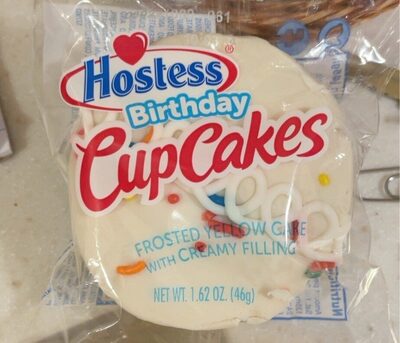 Hostess®
Birthday
CupCakes
FROSTED YELLOW CAKE
WITH CREAMY FILLING
NET WT. 1.62 OZ. (46g)